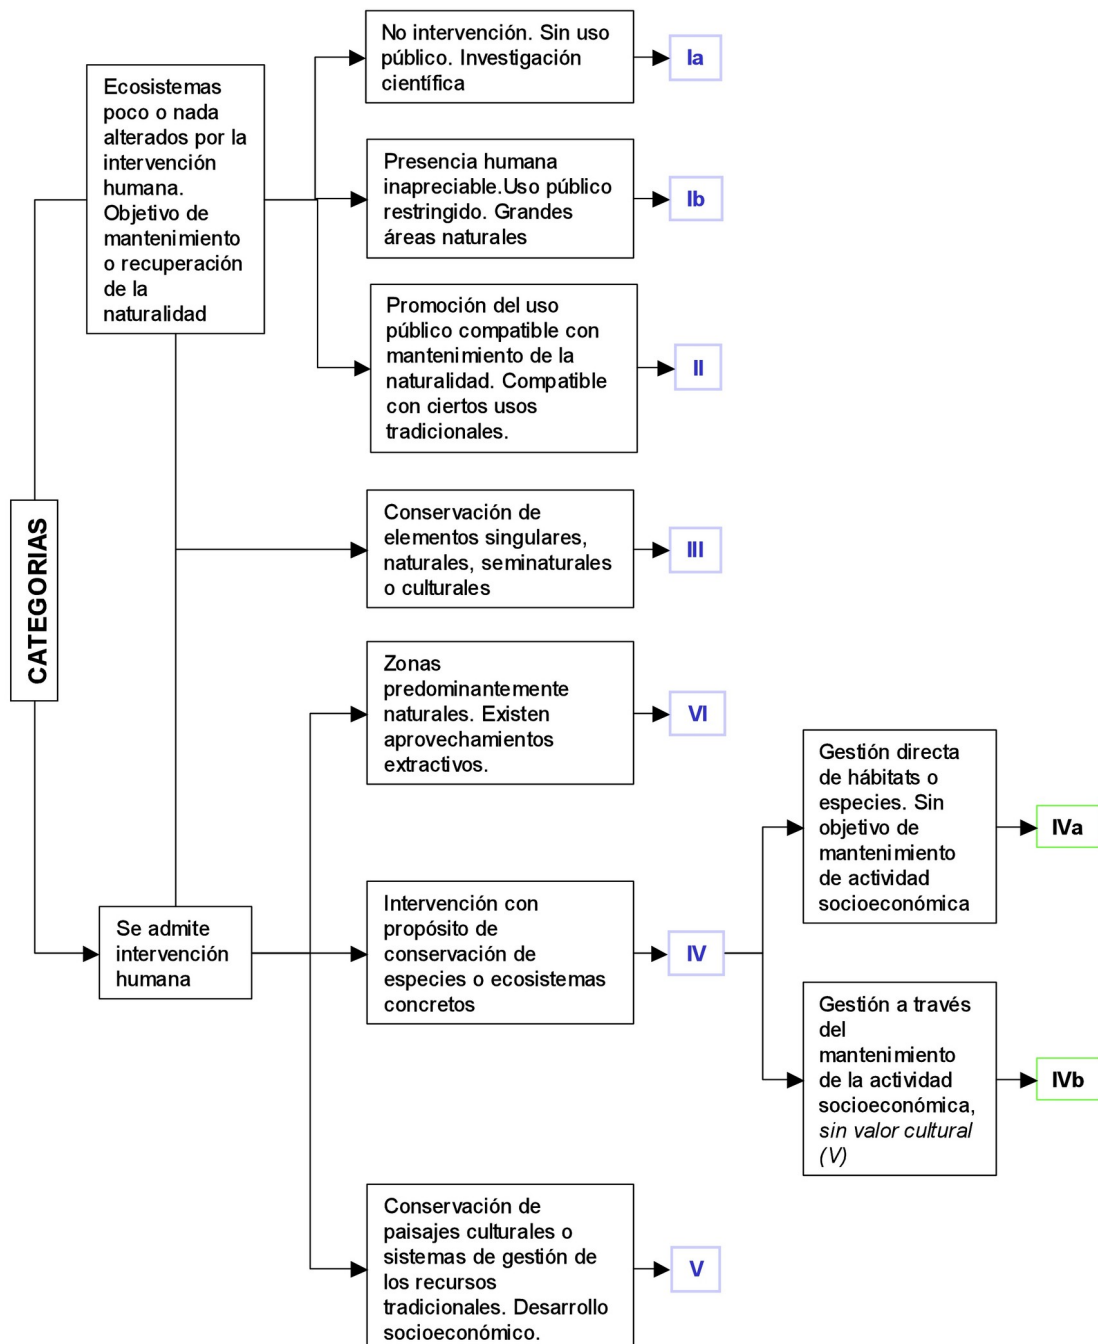 CATEGORIAS
Ecosistemas
poco o nada
alterados por la
intervención
humana.
Objetivo de
mantenimiento
o recuperación
de la
naturalidad
No intervención. Sin uso
público. Investigación
científica
Ia
Presencia humana
inapreciable.Uso público
restringido. Grandes
áreas naturales
Ib
Promoción del uso
público compatible con
mantenimiento de la
naturalidad. Compatible
con ciertos usos
tradicionales.
II
Conservación de
elementos singulares,
naturales, seminaturales
o culturales
III
Se admite
intervención
humana
Zonas
predominantemente
naturales. Existen
aprovechamientos
extractivos.
VI
Intervención con
propósito de
conservación de
especies o ecosistemas
concretos
IV
Gestión directa
de hábitats o
especies. Sin
objetivo de
mantenimiento
de actividad
socioeconómica
IVa
Gestión a través
del
mantenimiento
de la actividad
socioeconómica,
sin valor cultural
(V)
IVb
Conservación de
paisajes culturales o
sistemas de gestión de
los recursos
tradicionales. Desarrollo
socioeconómico.
V